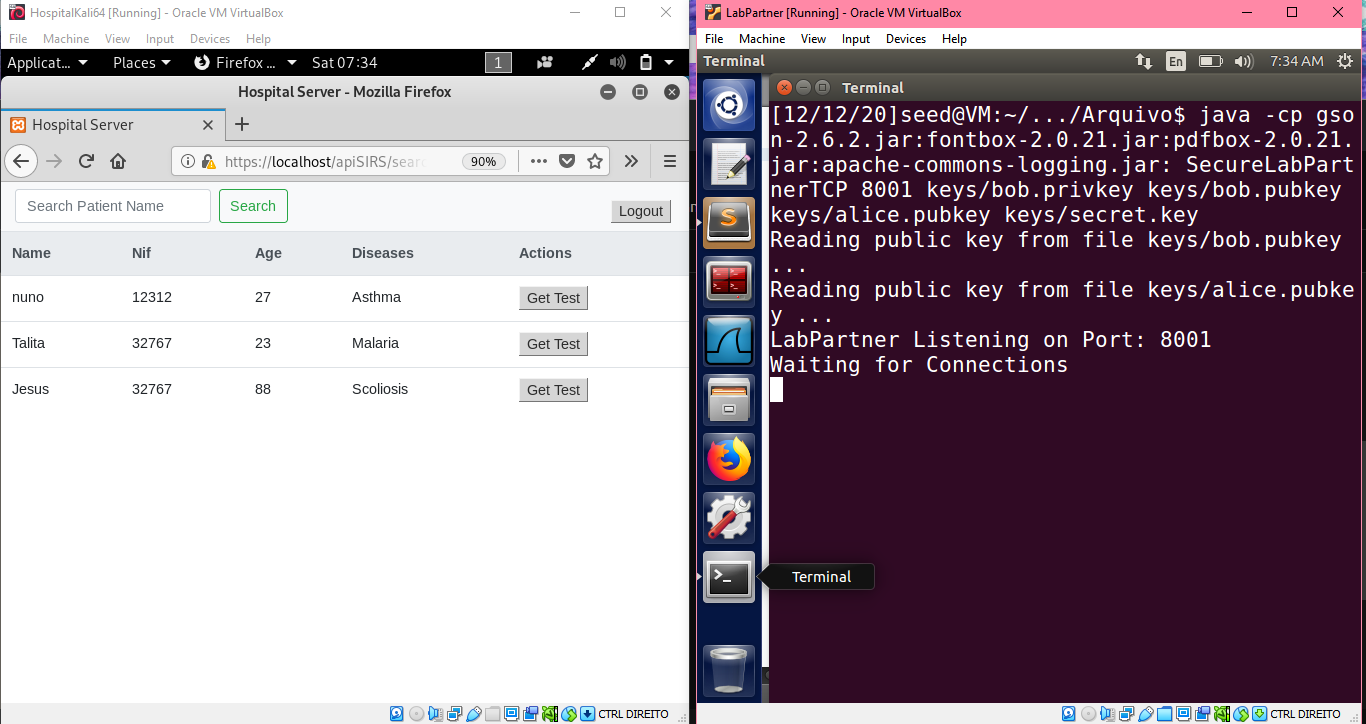 HospitalKali64 [Running] - Oracle VM VirtualBox
File Machine View Input Devices Help
Applicat... Places Firefox ... Sat 07:34 1
Hospital Server - Mozilla Firefox
Hospital Server
https://localhost/apiSIRS/sear 90%
Search Patient Name Search Logout
Name Nif Age Diseases Actions
nuno 12312 27 Asthma Get Test
Talita 32767 23 Malaria Get Test
Jesus 32767 88 Scoliosis Get Test
CTRL DIREITO
LabPartner [Running] - Oracle VM VirtualBox
File Machine View Input Devices Help
Terminal En 7:34 AM
Terminal
[12/12/20]seed@VM:~/.../Arquivo$ java -cp gso
n-2.6.2.jar:fontbox-2.0.21.jar:pdfbox-2.0.21.
jar:apache-commons-logging.jar: SecureLabPart
nerTCP 8001 keys/bob.privkey keys/bob.pubkey
keys/alice.pubkey keys/secret.key
Reading public key from file keys/bob.pubkey
...
Reading public key from file keys/alice.pubke
y ...
LabPartner Listening on Port: 8001
Waiting for Connections
Terminal
CTRL DIREITO